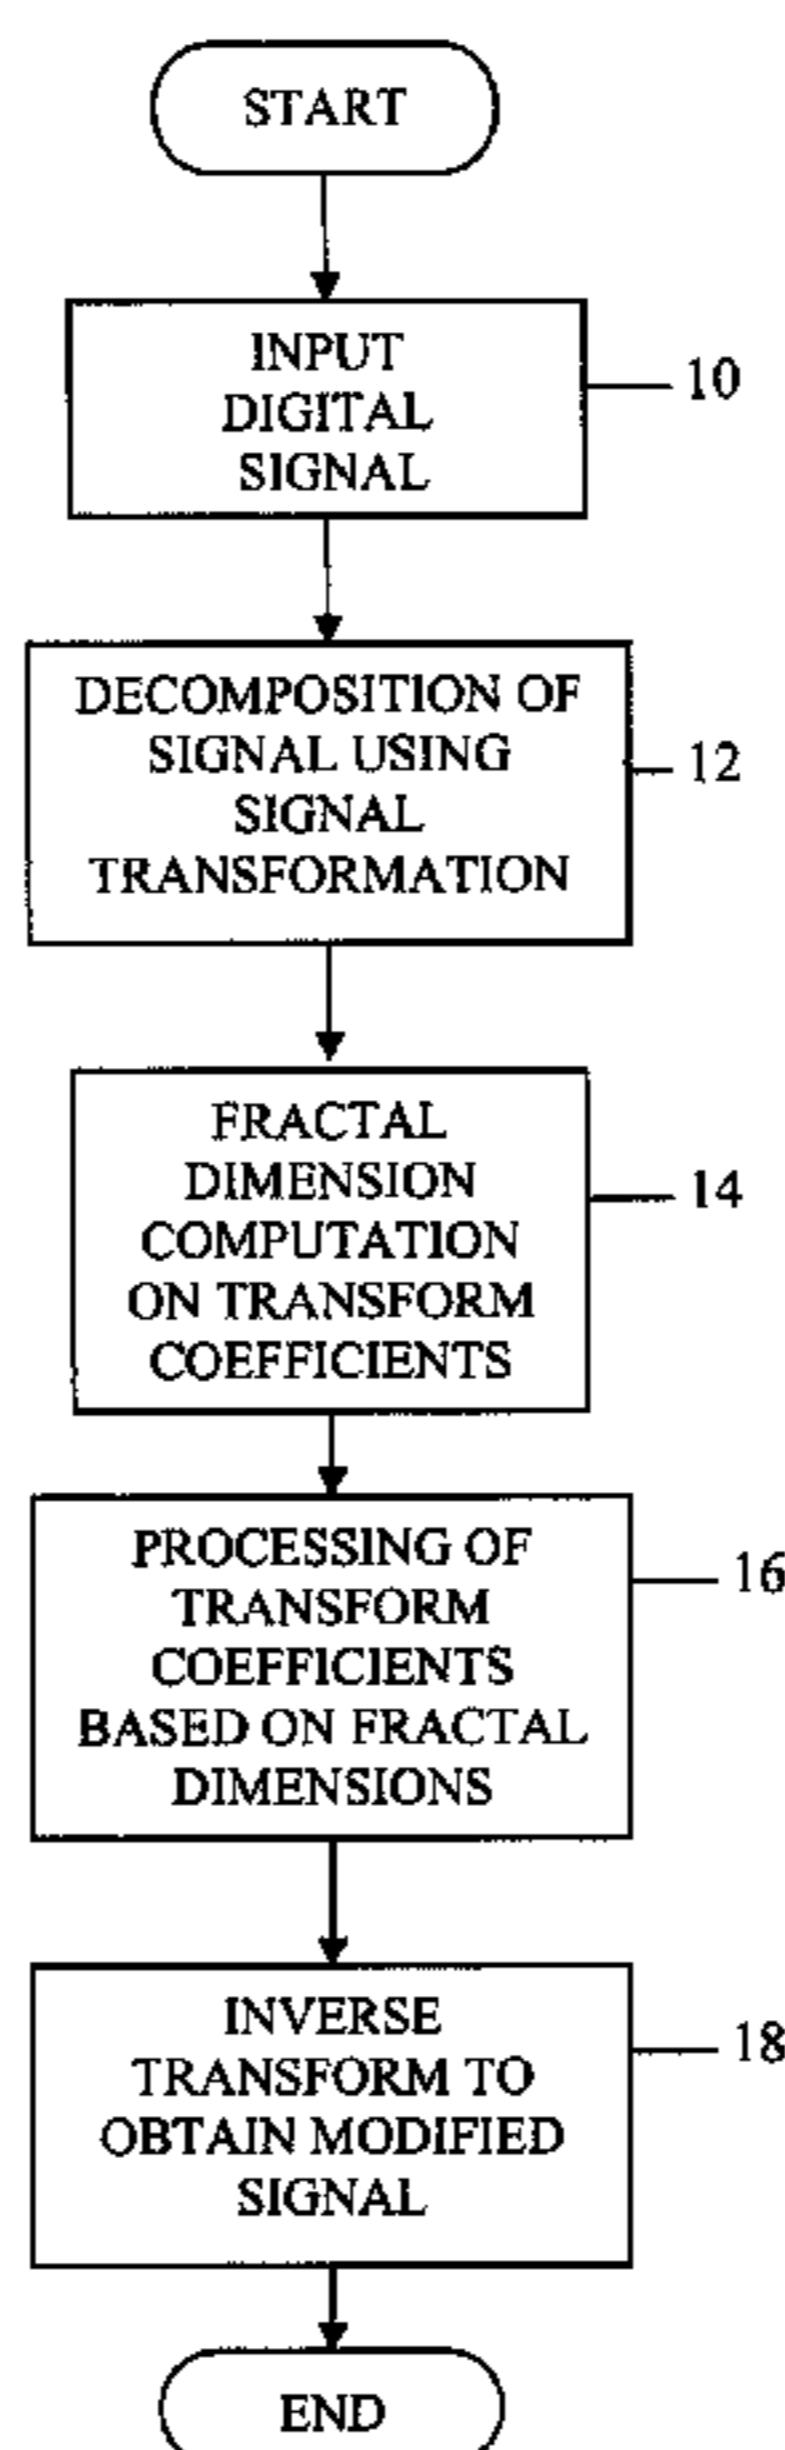 START
INPUT
DIGITAL
SIGNAL
10
DECOMPOSITION OF
SIGNAL USING
SIGNAL
TRANSFORMATION
12
FRACTAL
DIMENSION
COMPUTATION
ON TRANSFORM
COEFFICIENTS
14
PROCESSING OF
TRANSFORM
COEFFICIENTS
BASED ON FRACTAL
DIMENSIONS
16
INVERSE
TRANSFORM TO
OBTAIN MODIFIED
SIGNAL
18
END